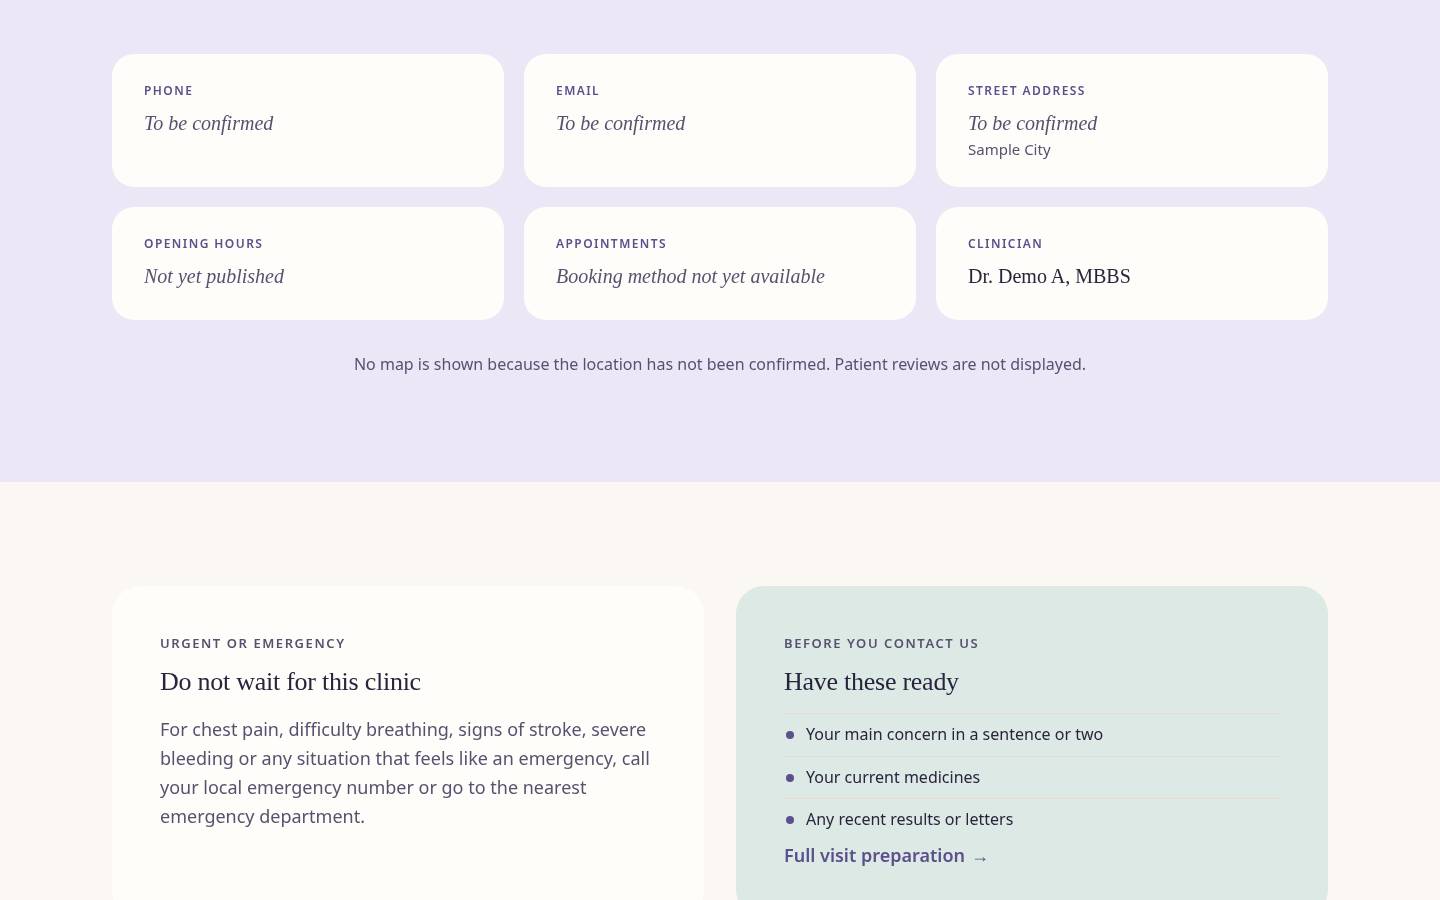 PHONE
To be confirmed
EMAIL
To be confirmed
STREET ADDRESS
To be confirmed
Sample City
OPENING HOURS
Not yet published
APPOINTMENTS
Booking method not yet available
CLINICIAN
Dr. Demo A, MBBS
No map is shown because the location has not been confirmed. Patient reviews are not displayed.
URGENT OR EMERGENCY
Do not wait for this clinic
For chest pain, difficulty breathing, signs of stroke, severe
bleeding or any situation that feels like an emergency, call
your local emergency number or go to the nearest
emergency department.
BEFORE YOU CONTACT US
Have these ready
Your main concern in a sentence or two
Your current medicines
Any recent results or letters
Full visit preparation →